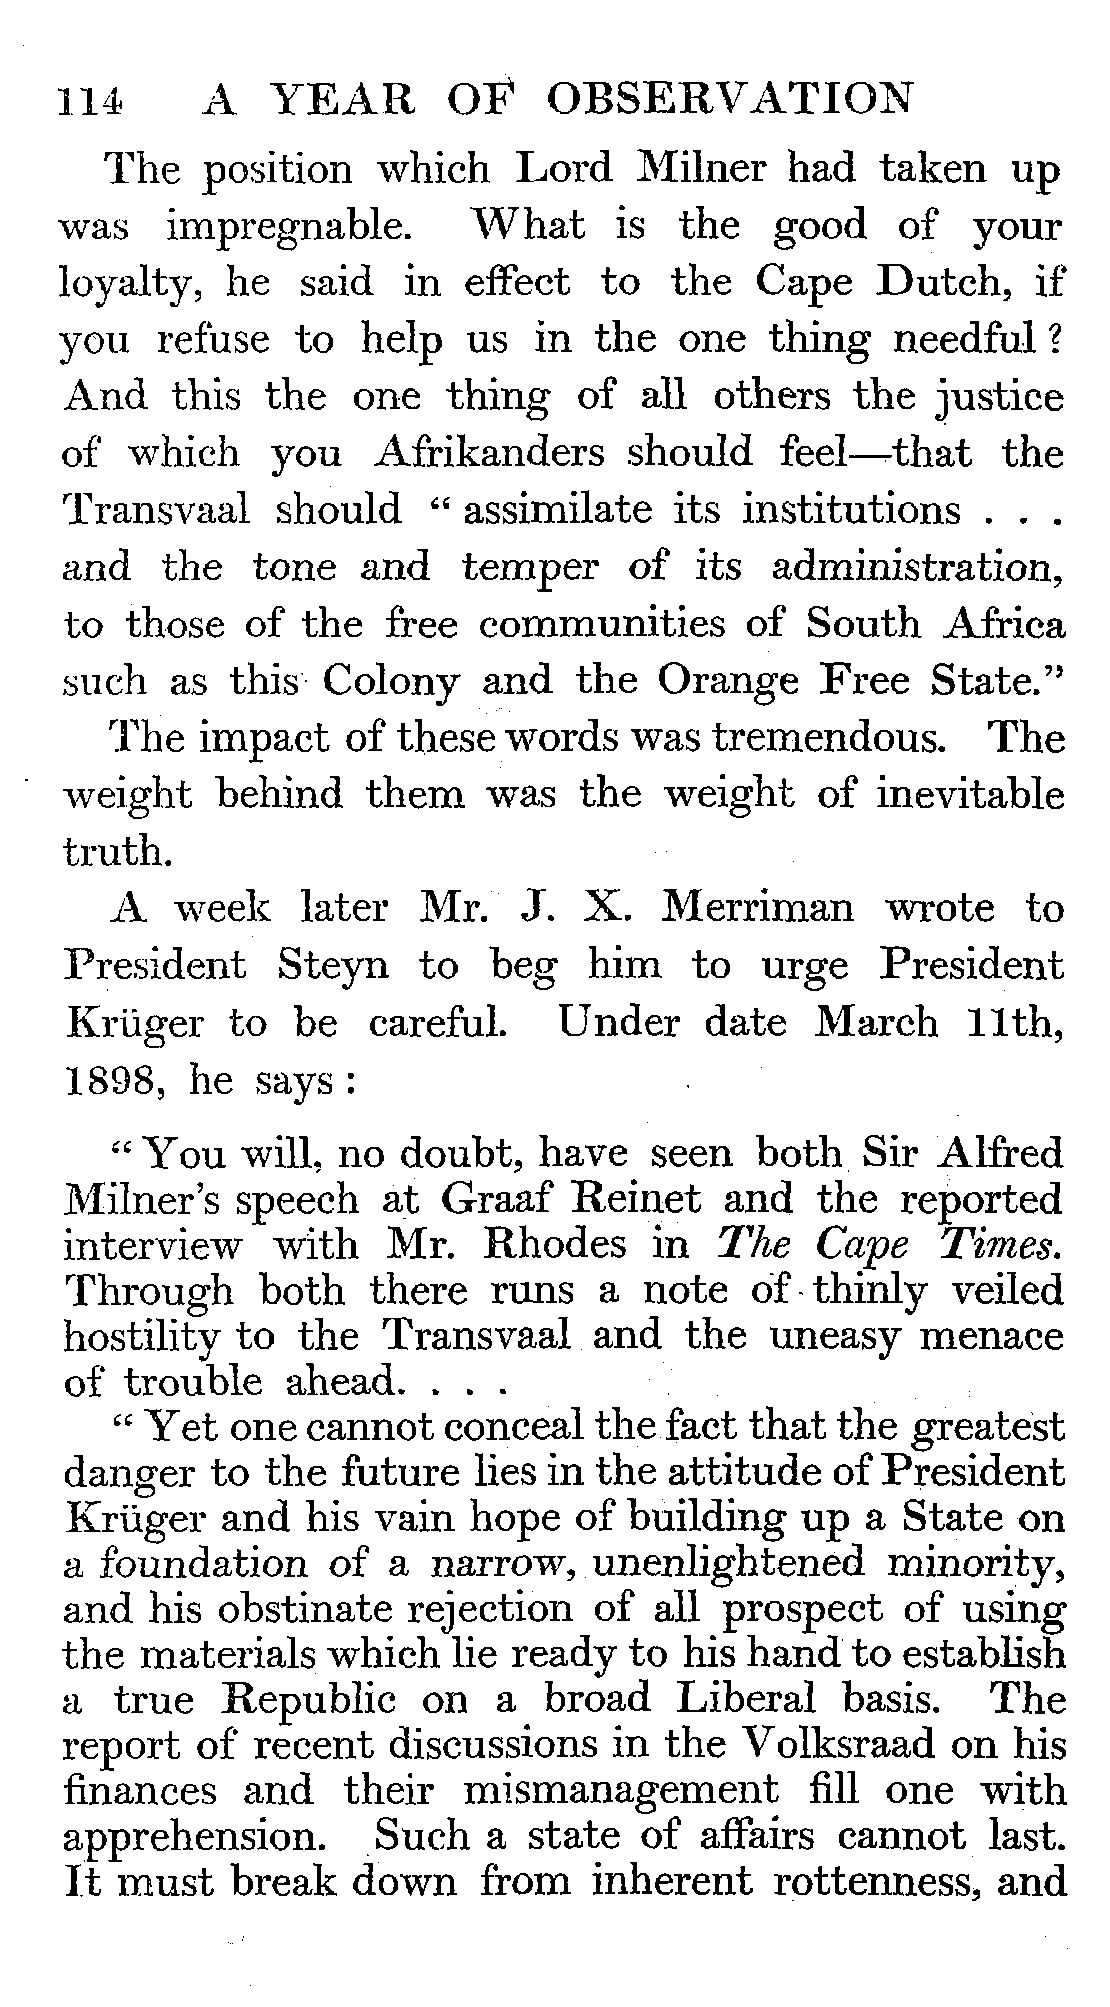 114 A YEAR OF OBSERVATION
The position which Lord Milner had taken up
was impregnable. What is the good of your
loyalty, he said in effect to the Cape Dutch, if
you refuse to help us in the one thing needful ?
And this the one thing of all others the justice
of which you Afrikanders should feel—that the
Transvaal should “ assimilate its institutions . . .
and the tone and temper of its administration,
to those of the free communities of South Africa
such as this Colony and the Orange Free State.”
The impact of these words was tremendous. The
weight behind them was the weight of inevitable
truth.
A week later Mr. J. X. Merriman wrote to
President Steyn to beg him to urge President
Krüger to be careful. Under date March 11th,
1898, he says :
“ You will, no doubt, have seen both Sir Alfred
Milner’s speech at Graaf Reinet and the reported
interview with Mr. Rhodes in The Cape Times.
Through both there runs a note of thinly veiled
hostility to the Transvaal and the uneasy menace
of trouble ahead. . . .
“ Yet one cannot conceal the fact that the greatest
danger to the future lies in the attitude of President
Krüger and his vain hope of building up a State on
a foundation of a narrow, unenlightened minority,
and his obstinate rejection of all prospect of using
the materials which lie ready to his hand to establish
a true Republic on a broad Liberal basis. The
report of recent discussions in the Volksraad on his
finances and their mismanagement fill one with
apprehension. Such a state of affairs cannot last.
It must break down from inherent rottenness, and